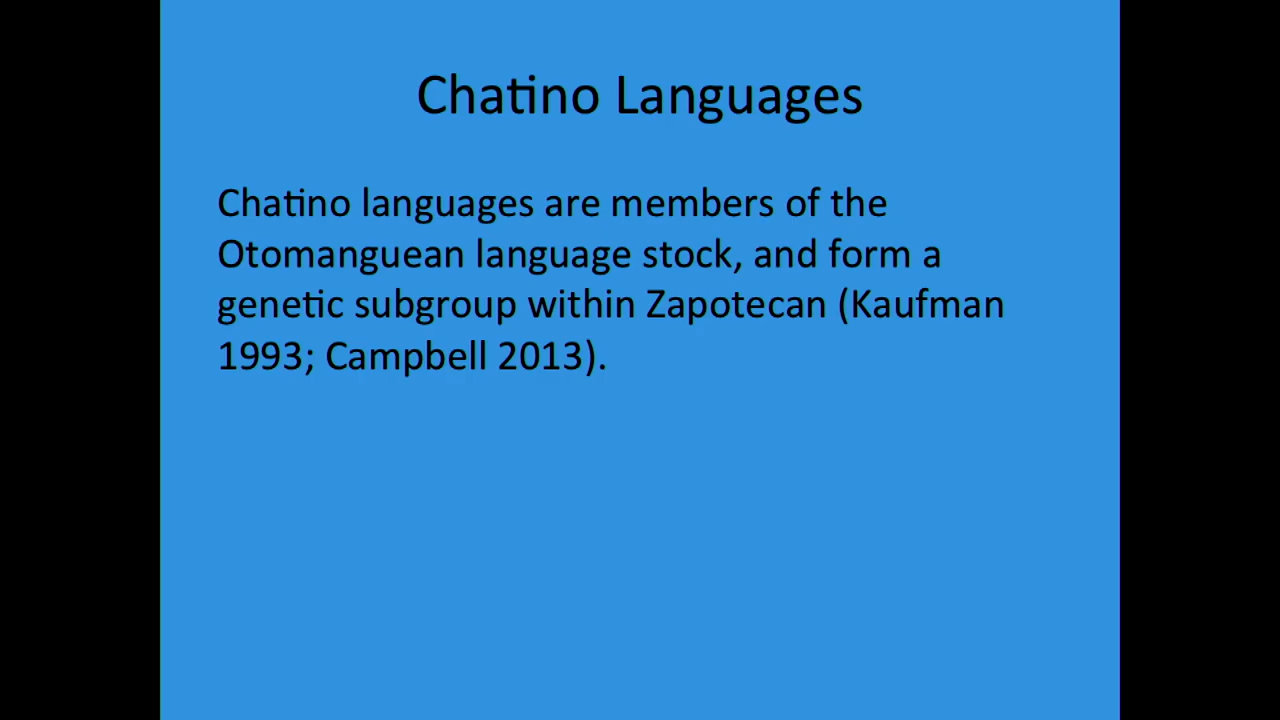 Chatino Languages
Chatino languages are members of the
Otomanguean language stock, and form a
genetic subgroup within Zapotecan (Kaufman
1993; Campbell 2013).